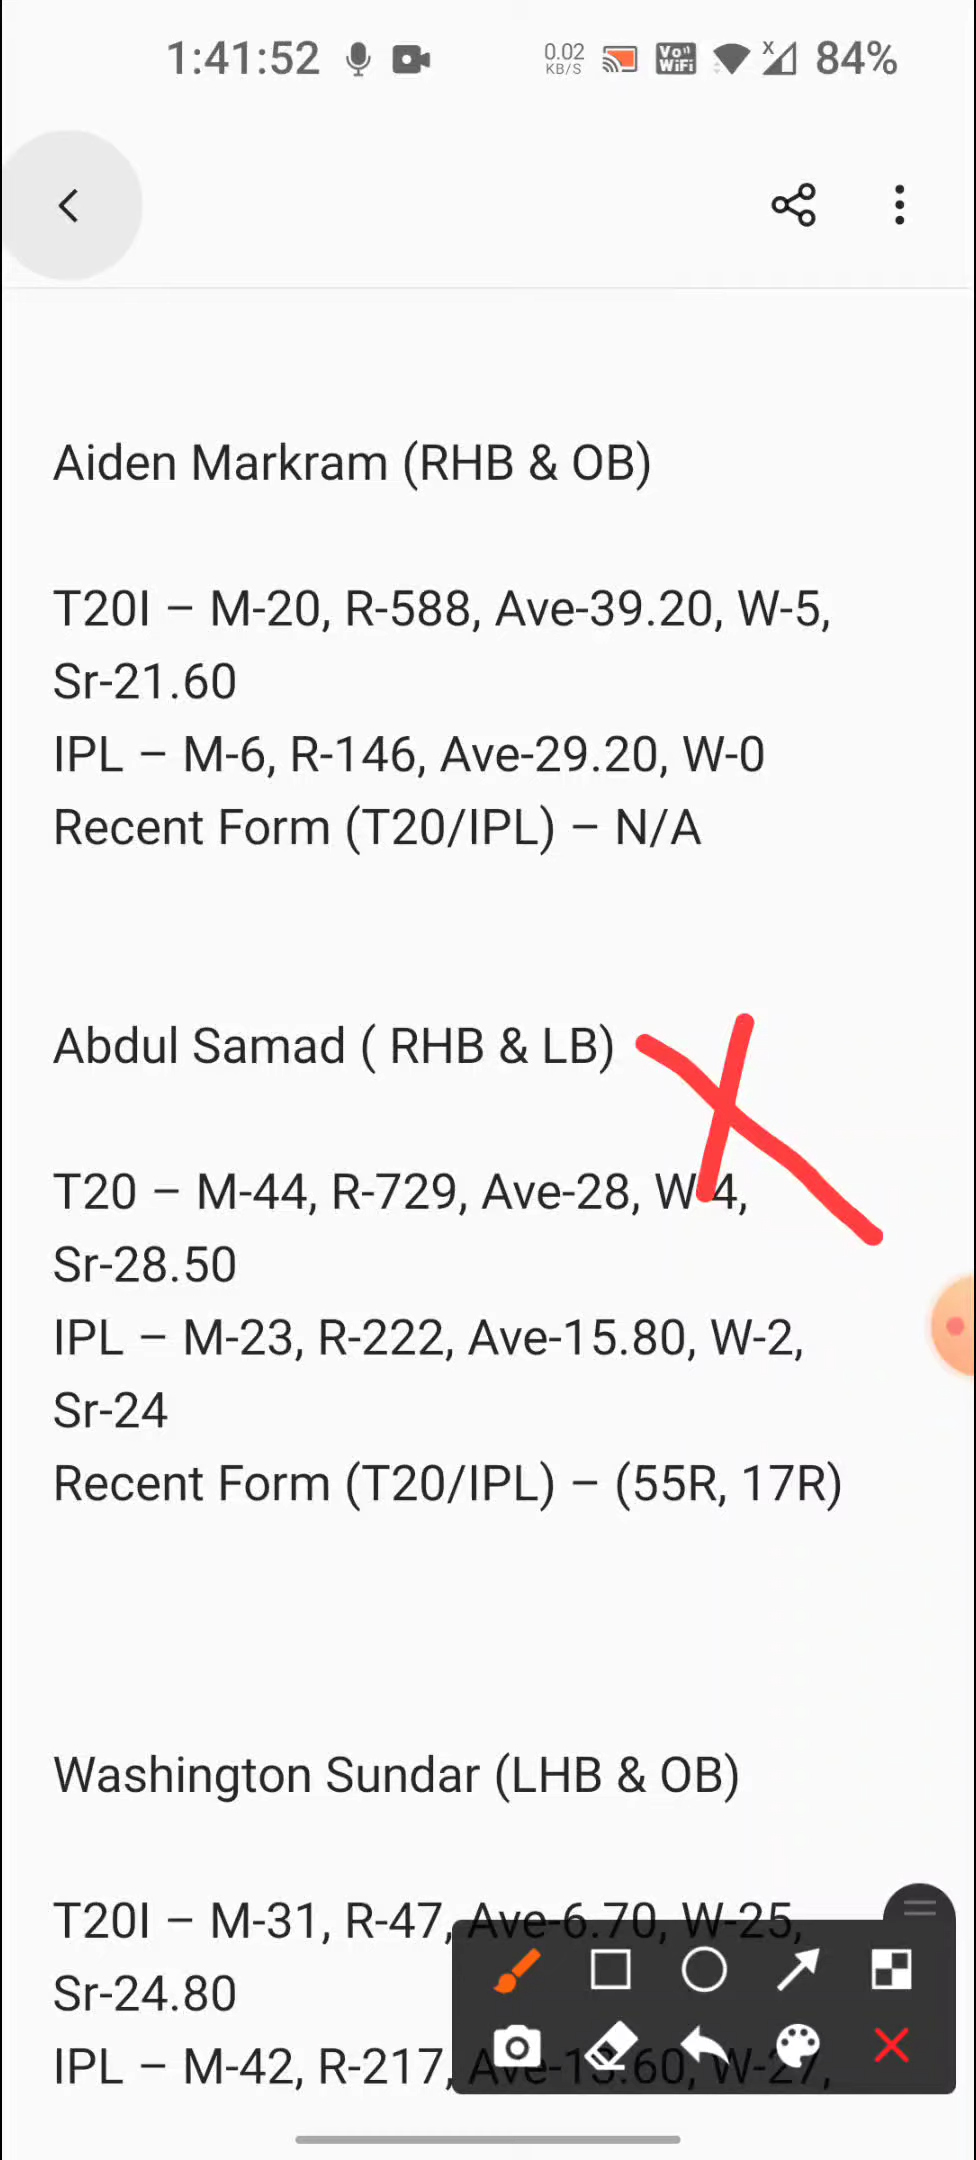 1:41:52 0.02 KB/S Vo WiFi X 84%
Aiden Markram (RHB & OB)
T20I – M-20, R-588, Ave-39.20, W-5,
Sr-21.60
IPL – M-6, R-146, Ave-29.20, W-0
Recent Form (T20/IPL) – N/A
Abdul Samad ( RHB & LB)
T20 – M-44, R-729, Ave-28, W-4,
Sr-28.50
IPL – M-23, R-222, Ave-15.80, W-2,
Sr-24
Recent Form (T20/IPL) – (55R, 17R)
Washington Sundar (LHB & OB)
T20I – M-31, R-47, Ave-6.70, W-25,
Sr-24.80
IPL – M-42, R-217, W-27,